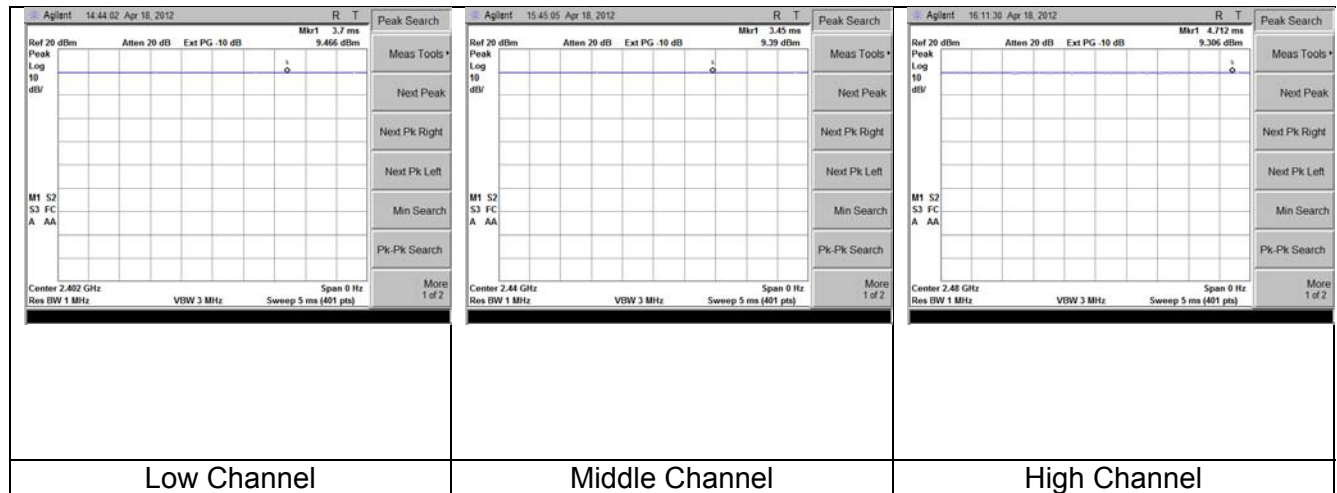 Agilent 14:44:02 Apr 18, 2012 R T
Peak Search
Mkr1 3.7 ms
Ref 20 dBm Atten 20 dB Ext PG -10 dB 9.466 dBm
Peak
Log
10
dB/
Meas Tools
Next Peak
Next Pk Right
Next Pk Left
M1 S2
S3 FC
A AA
Min Search
Pk-Pk Search
Center 2.402 GHz Span 0 Hz
Res BW 1 MHz VBW 3 MHz Sweep 5 ms (401 pts)
More
1 of 2
Low Channel
Agilent 15:45:05 Apr 18, 2012 R T
Peak Search
Mkr1 3.45 ms
Ref 20 dBm Atten 20 dB Ext PG -10 dB 9.39 dBm
Peak
Log
10
dB/
Meas Tools
Next Peak
Next Pk Right
Next Pk Left
M1 S2
S3 FC
A AA
Min Search
Pk-Pk Search
Center 2.44 GHz Span 0 Hz
Res BW 1 MHz VBW 3 MHz Sweep 5 ms (401 pts)
More
1 of 2
Middle Channel
Agilent 16:11:30 Apr 18, 2012 R T
Peak Search
Mkr1 4.712 ms
Ref 20 dBm Atten 20 dB Ext PG -10 dB 9.306 dBm
Peak
Log
10
dB/
Meas Tools
Next Peak
Next Pk Right
Next Pk Left
M1 S2
S3 FC
A AA
Min Search
Pk-Pk Search
Center 2.48 GHz Span 0 Hz
Res BW 1 MHz VBW 3 MHz Sweep 5 ms (401 pts)
More
1 of 2
High Channel